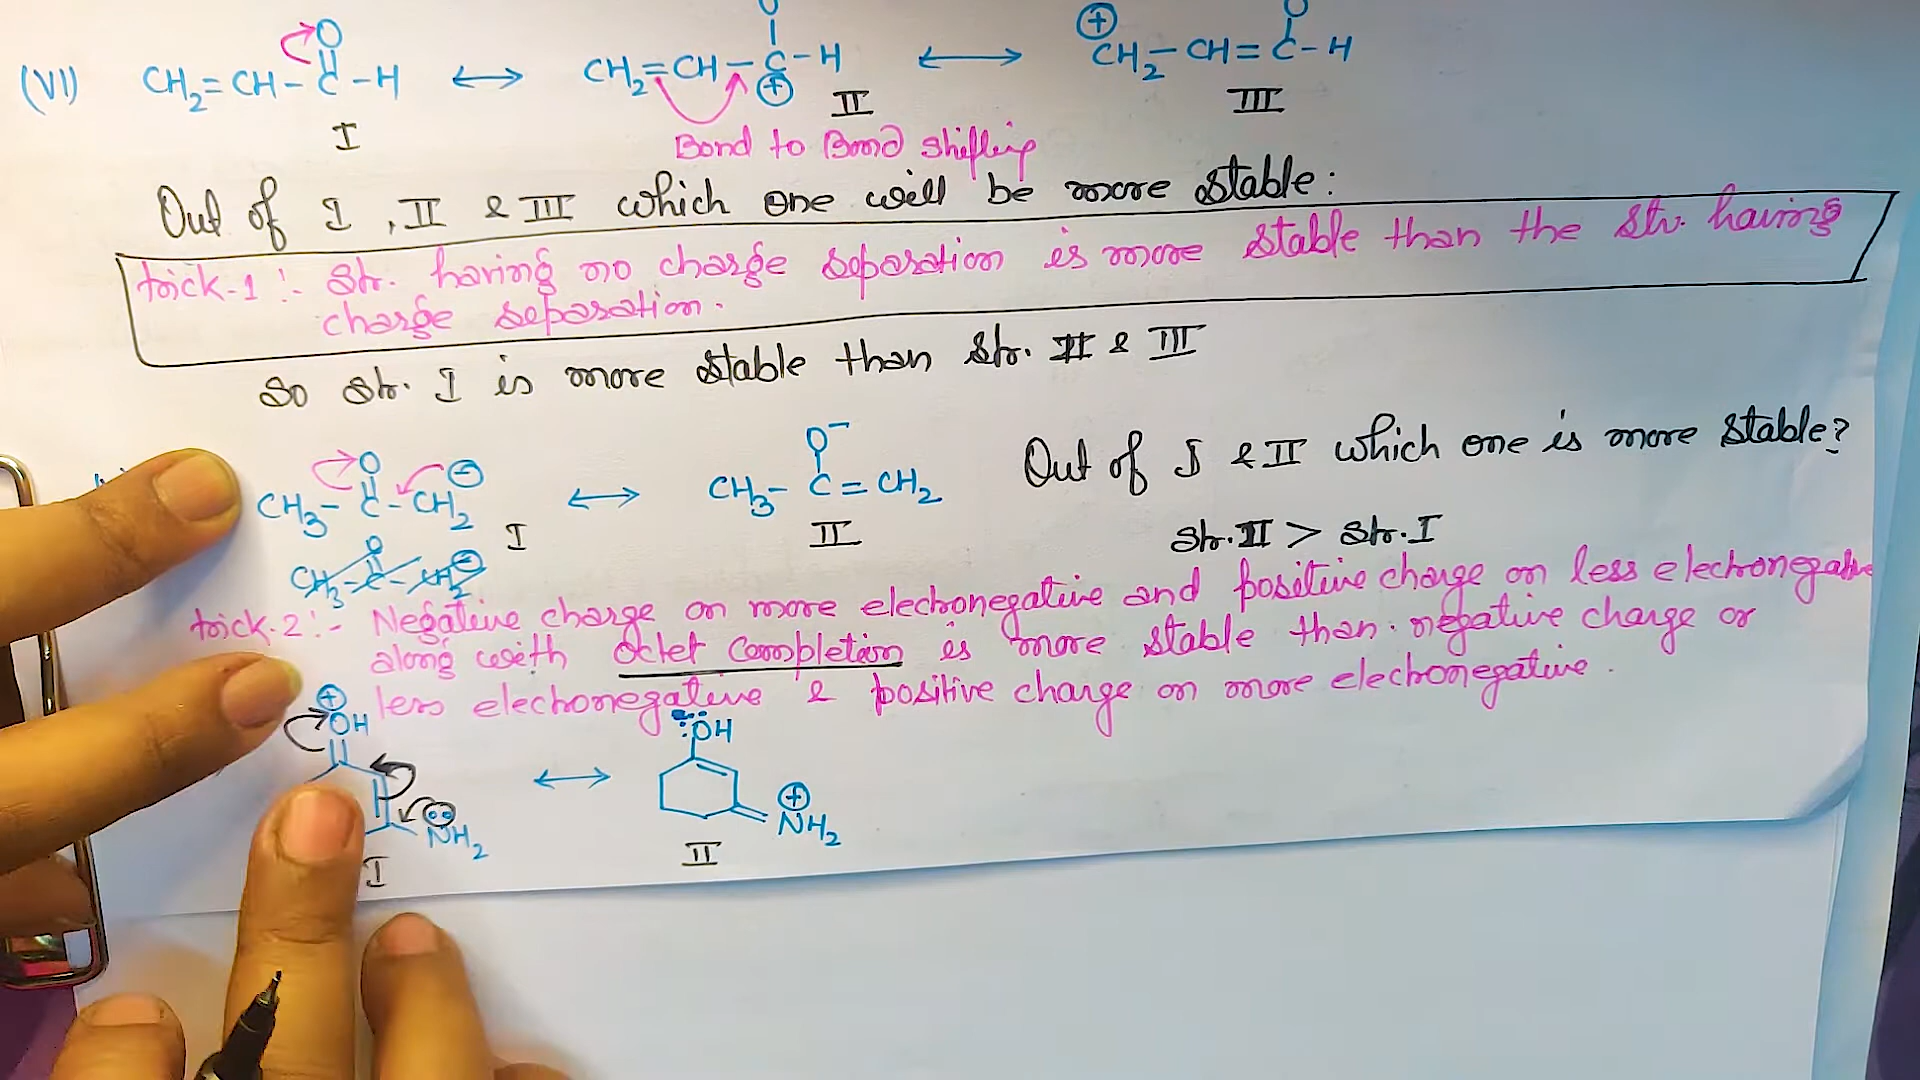 (VI) CH2=CH-C-H ↔ CH2=CH-C-H ↔ CH2-CH=C-H
O O O
⊕ ⊕
I II III
Bond to Bond shifting
Out of I, II & III which one will be more stable:
trick-1:- Str. having no charge separation is more stable than the str. having
charge separation.
So Str. I is more stable than Str. II & III
O ⊖ O-
CH3-C-CH2 ↔ CH3-C=CH2 Out of I & II which one is more stable?
I II
Str. II > Str. I
trick-2:- Negative charge on more electronegative and positive charge on less electronegative
along with octet completion is more stable than negative charge or
less electronegative & positive charge on more electronegative.
⊕
OH ↔ OH
NH2 ⊕ NH2
I II